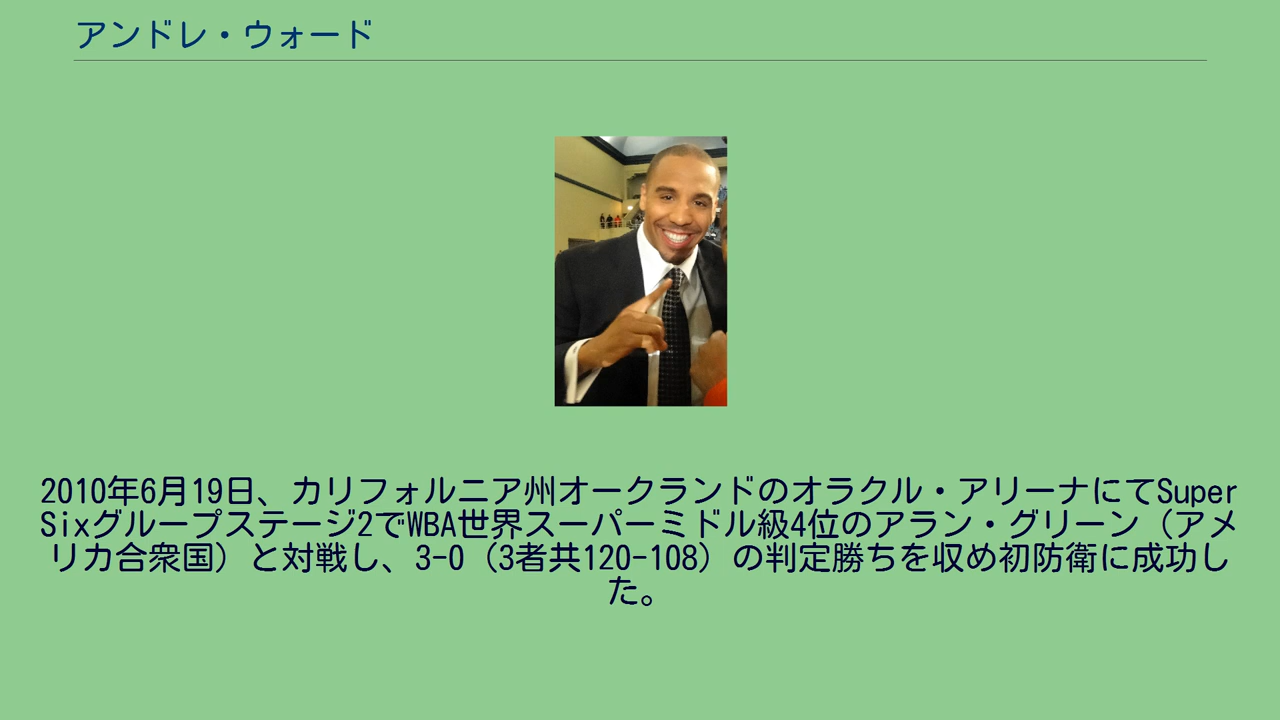 アンドレ・ウォード
2010年6月19日、カリフォルニア州オークランドのオラクル・アリーナにてSuper
Sixグループステージ2でWBA世界スーパーミドル級4位のアラン・グリーン（アメ
リカ合衆国）と対戦し、3-0（3者共120-108）の判定勝ちを収め初防衛に成功し
た。